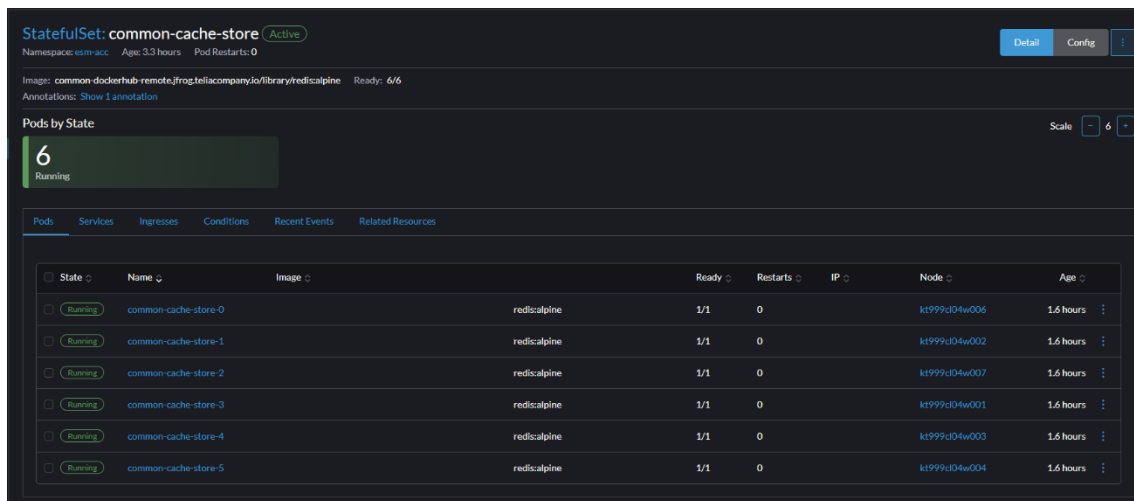 StatefulSet: common-cache-store Active
Detail Config
Namespace: esm-acc Age: 3.3 hours Pod Restarts: 0
Image: common-dockerhub-remote.jfrog.teliacompany.io/library/redis:alpine Ready: 6/6
Annotations: Show 1 annotation
Pods by State
Scale - 6 +
6
Running
Pods Services Ingresses Conditions Recent Events Related Resources
State Name Image Ready Restarts IP Node Age
Running common-cache-store-0 redis:alpine 1/1 0 kt999cl04w006 1.6 hours
Running common-cache-store-1 redis:alpine 1/1 0 kt999cl04w002 1.6 hours
Running common-cache-store-2 redis:alpine 1/1 0 kt999cl04w007 1.6 hours
Running common-cache-store-3 redis:alpine 1/1 0 kt999cl04w001 1.6 hours
Running common-cache-store-4 redis:alpine 1/1 0 kt999cl04w003 1.6 hours
Running common-cache-store-5 redis:alpine 1/1 0 kt999cl04w004 1.6 hours